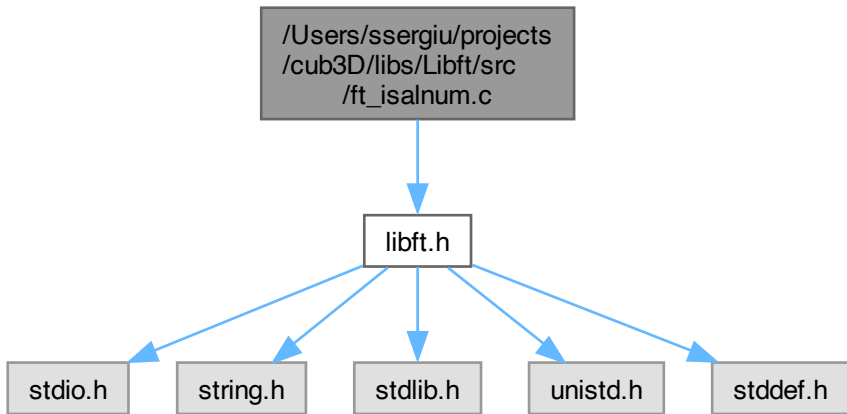 /Users/ssergiu/projects
/cub3D/libs/Libft/src
/ft_isalnum.c
libft.h
stdio.h
string.h
stdlib.h
unistd.h
stddef.h